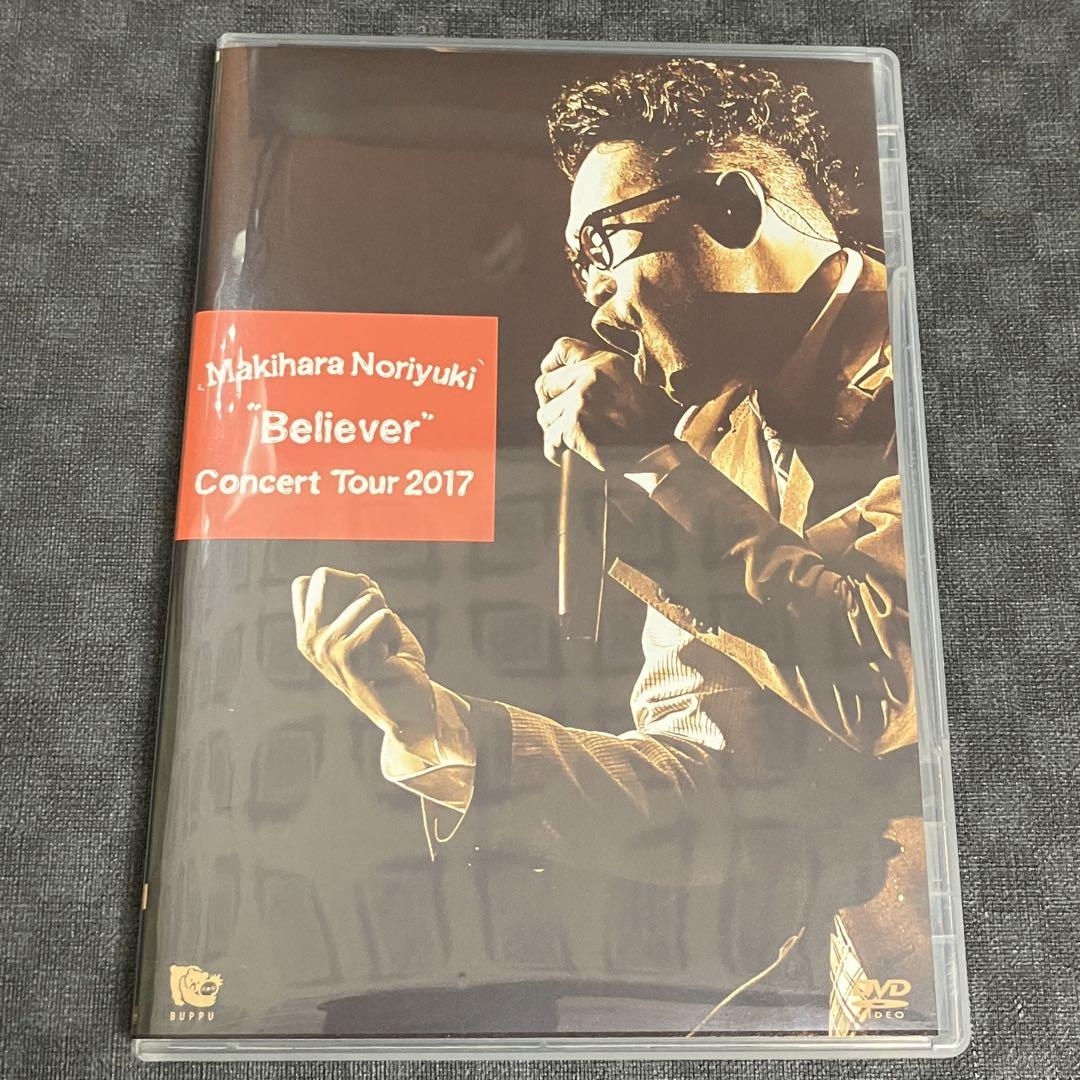 Makihara Noriyuki
"Believer"
Concert Tour 2017
BUPPU
DVD
VIDEO